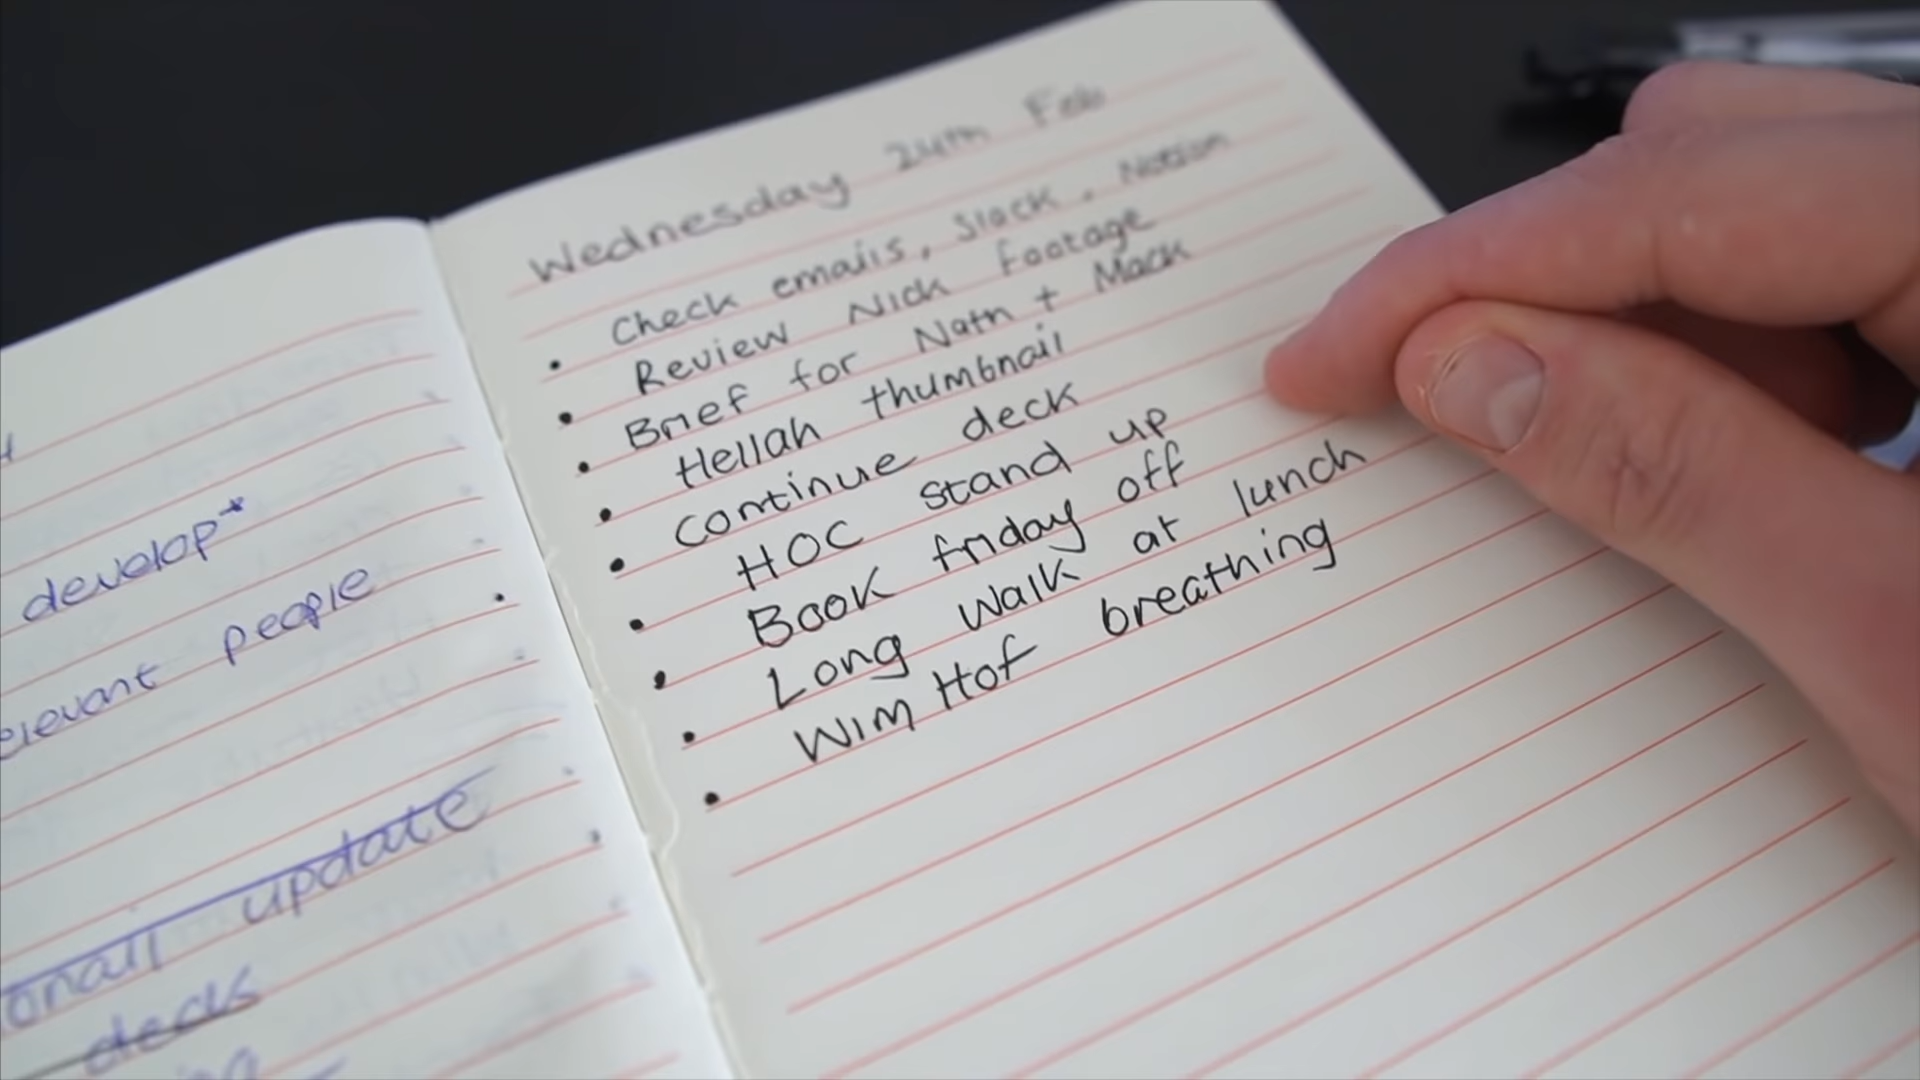 develop*
relevant people
update
deck
Wednesday 24th Feb
• Check emails, Slack, Notion
• Review Nick footage
• Brief for Nath + Mack
• Hellah thumbnail
• Continue deck
• HOC stand up
• Book friday off
• Long walk at lunch
• Wim Hof breathing